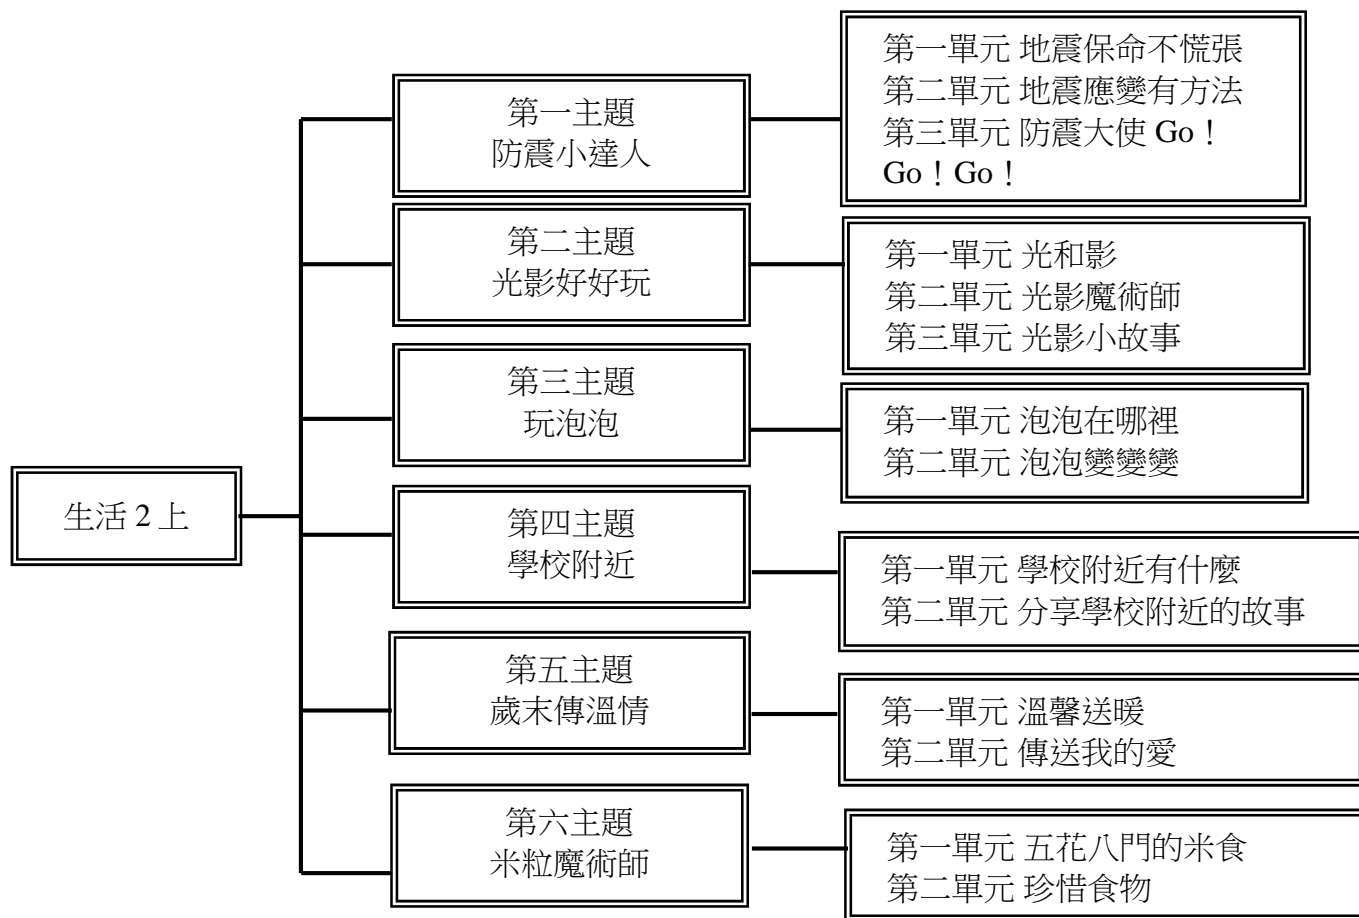 生活 2 上
第一主題
防震小達人
第一單元 地震保命不慌張
第二單元 地震應變有方法
第三單元 防震大使 Go！
Go！Go！
第二主題
光影好好玩
第一單元 光和影
第二單元 光影魔術師
第三單元 光影小故事
第三主題
玩泡泡
第一單元 泡泡在哪裡
第二單元 泡泡變變變
第四主題
學校附近
第一單元 學校附近有什麼
第二單元 分享學校附近的故事
第五主題
歲末傳溫情
第一單元 溫馨送暖
第二單元 傳送我的愛
第六主題
米粒魔術師
第一單元 五花八門的米食
第二單元 珍惜食物